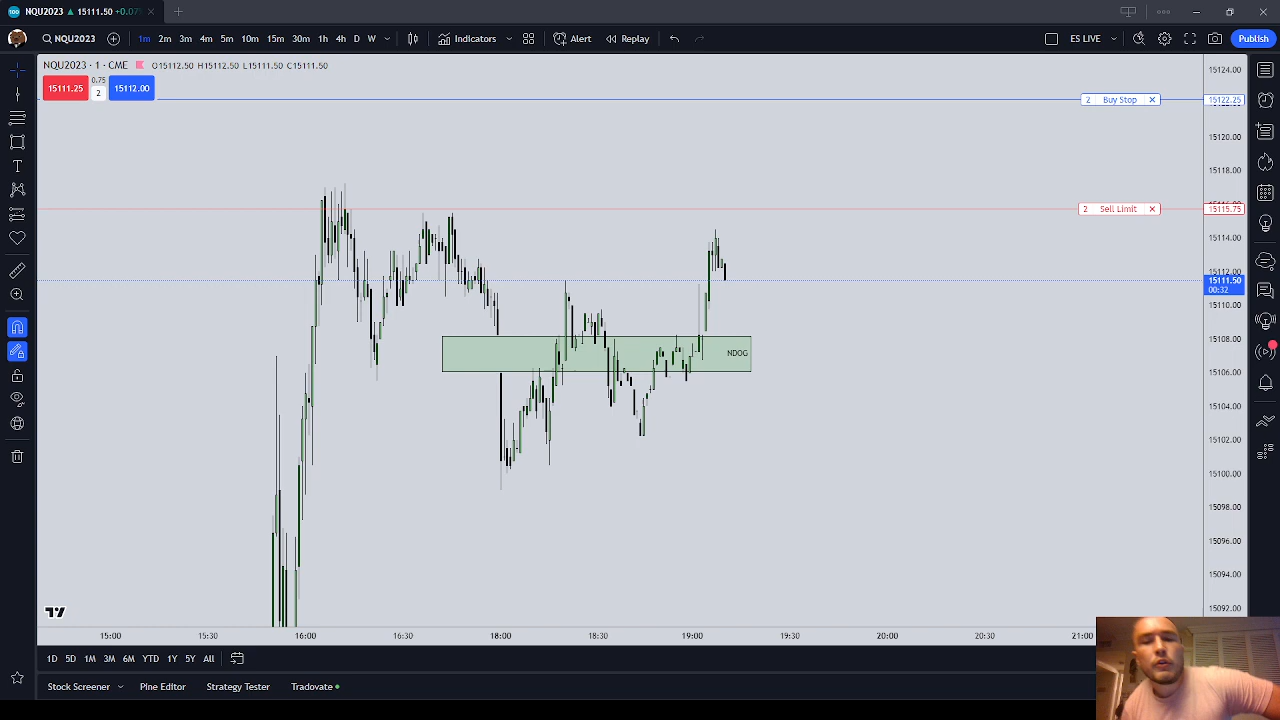 NQU2023 ▲ 15111.50 +0.07
NQU2023 1m 2m 3m 4m 5m 10m 15m 30m 1h 4h D W Indicators Alert Replay ES LIVE Publish
NQU2023 · 1 · CME O15112.50 H15112.50 L15111.50 C15111.50
15111.25 0.75 2 15112.00
15124.00
2 Buy Stop 15122.25
15120.00
15118.00
2 Sell Limit 15115.75
15114.00
15112.00
15111.50
00:32
15110.00
15108.00
NDOG
15106.00
15104.00
15102.00
15100.00
15098.00
15096.00
15094.00
15092.00
15:00 15:30 16:00 16:30 18:00 18:30 19:00 19:30 20:00 20:30 21:00
1D 5D 1M 3M 6M YTD 1Y 5Y All
Stock Screener Pine Editor Strategy Tester Tradovate